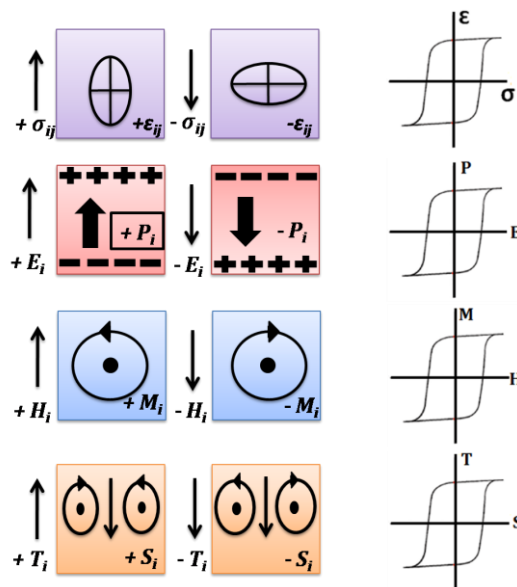 ε
σ
+ σij
+εij
- σij
-εij
P
E
+ Ei
+ Pi
- Ei
- Pi
M
H
+ Hi
+ Mi
- Hi
- Mi
T
S
+ Ti
+ Si
- Ti
- Si